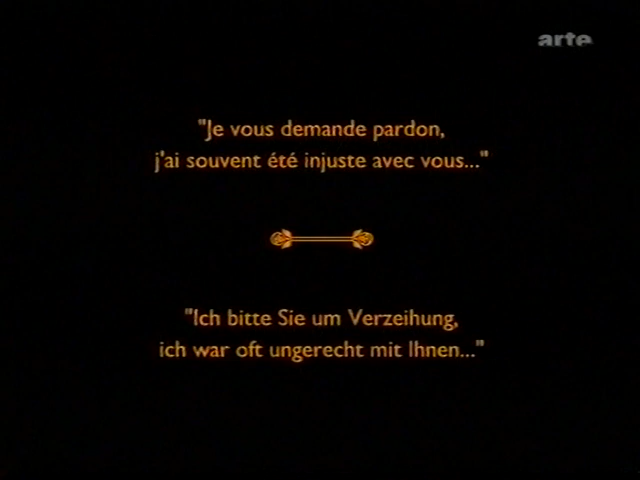 arte
"Je vous demande pardon,
j'ai souvent été injuste avec vous..."
"Ich bitte Sie um Verzeihung,
ich war oft ungerecht mit Ihnen..."